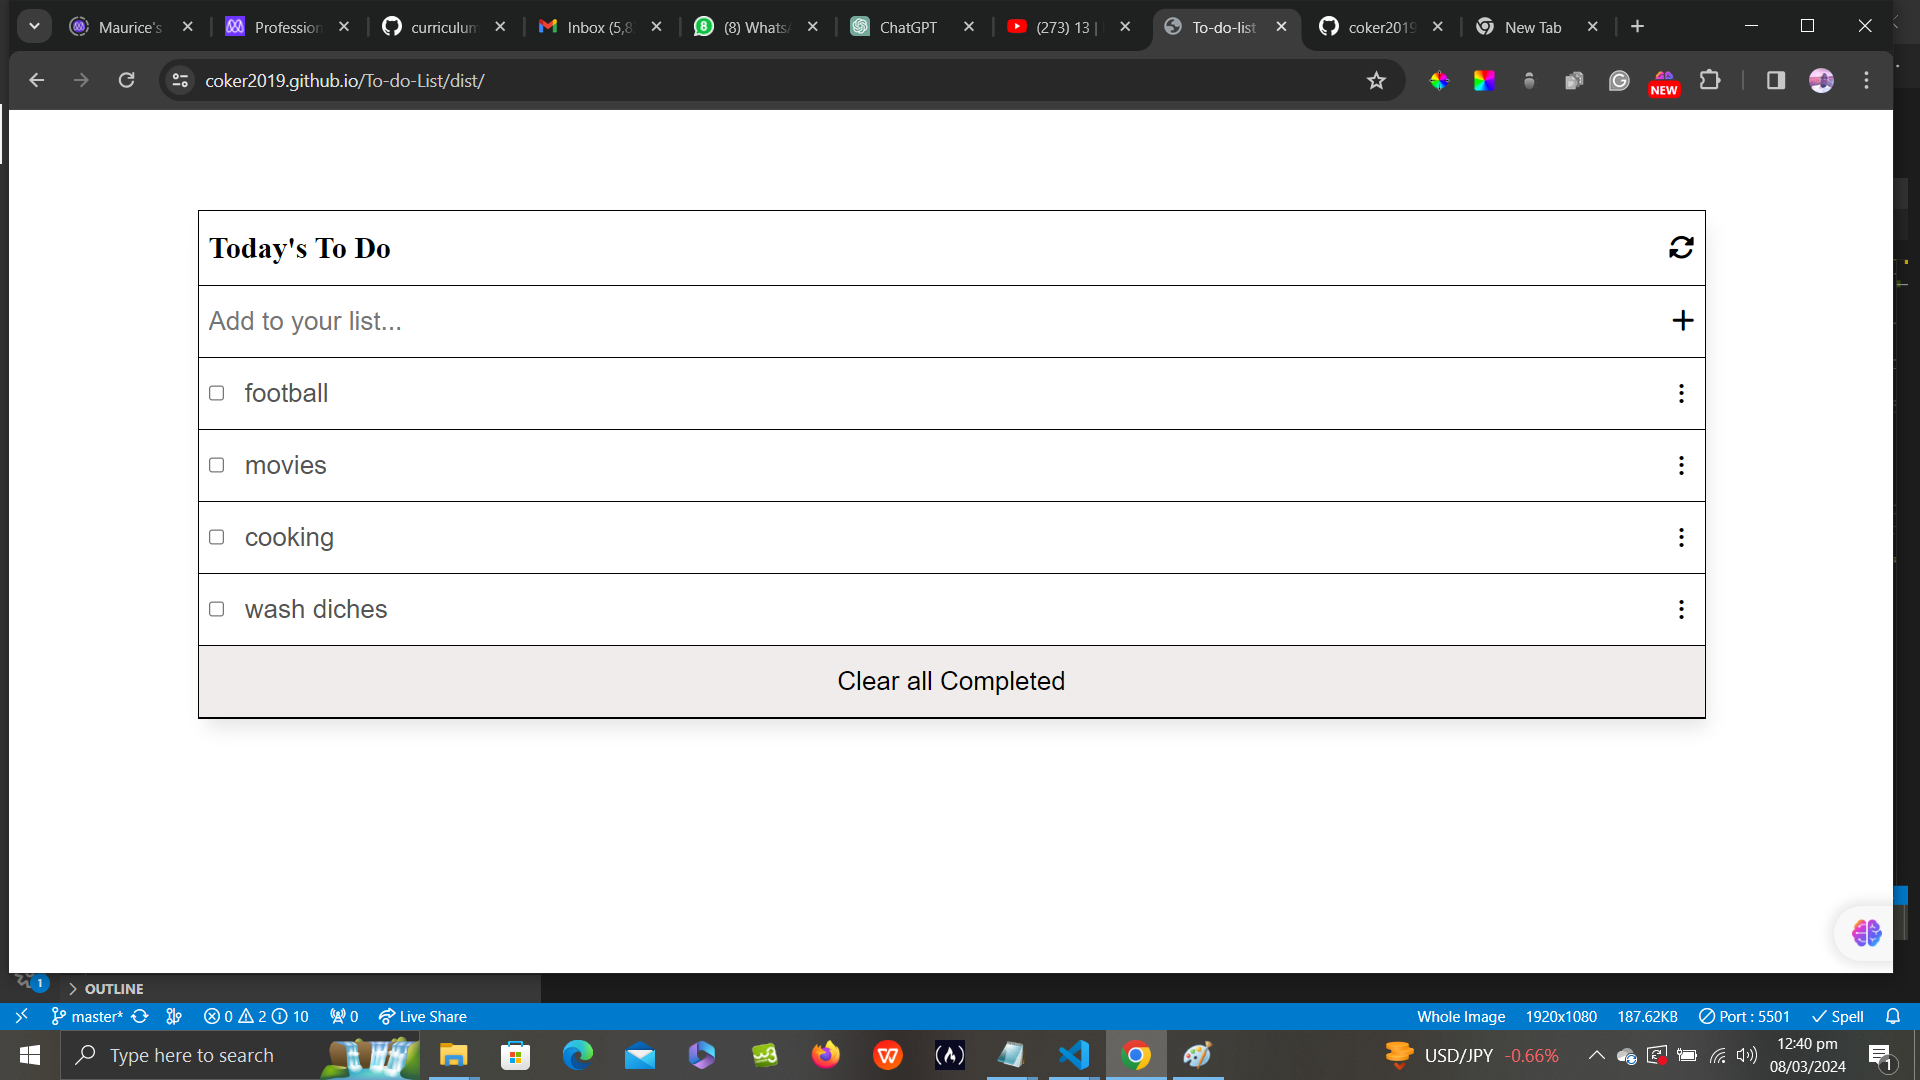 Maurice's
Profession
curriculum
Inbox (5,8
(8) Whats
ChatGPT
(273) 13 |
To-do-list
coker2019
New Tab
coker2019.github.io/To-do-List/dist/
NEW
Today's To Do
Add to your list...
football
movies
cooking
wash diches
Clear all Completed
1
OUTLINE
master* 0 2 10 0 Live Share
Whole Image 1920x1080 187.62KB Port : 5501 Spell
Type here to search
USD/JPY -0.66%
12:40 pm
08/03/2024
1